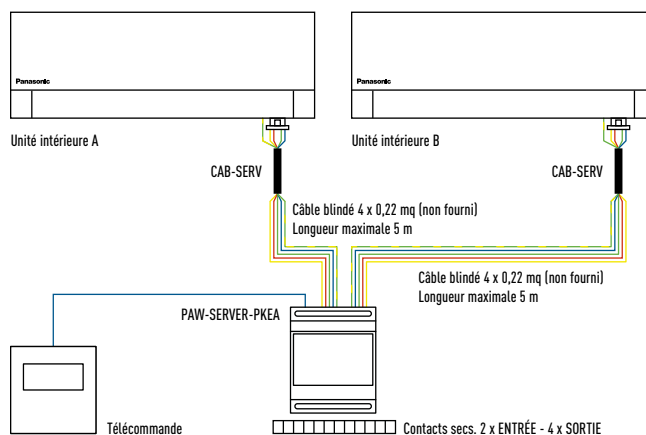 Panasonic
Panasonic
Unité intérieure A
Unité intérieure B
CAB-SERV
CAB-SERV
Câble blindé 4 x 0,22 mq (non fourni)
Longueur maximale 5 m
Câble blindé 4 x 0,22 mq (non fourni)
Longueur maximale 5 m
PAW-SERVER-PKEA
Télécommande
Contacts secs. 2 x ENTRÉE - 4 x SORTIE